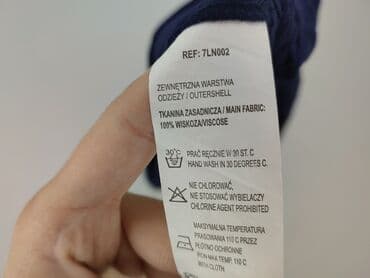 REF: 7LN002
ZEWNĘTRZNA WARSTWA
ODZIEŻY / OUTERSHELL
TKANINA ZASADNICZA / MAIN FABRIC:
100% WISKOZA/VISCOSE
30°C
PRAĆ RĘCZNIE W 30 ST. C
HAND WASH IN 30 DEGREES C.
NIE CHLOROWAĆ,
NIE STOSOWAĆ WYBIELACZY
CHLORINE AGENT PROHIBITED
MAKSYMALNA TEMPERATURA
PRASOWANIA 110 C PRZEZ
PŁÓTNO OCHRONNE
IRON MAX TEMP. 110 C
WITH CLOTH